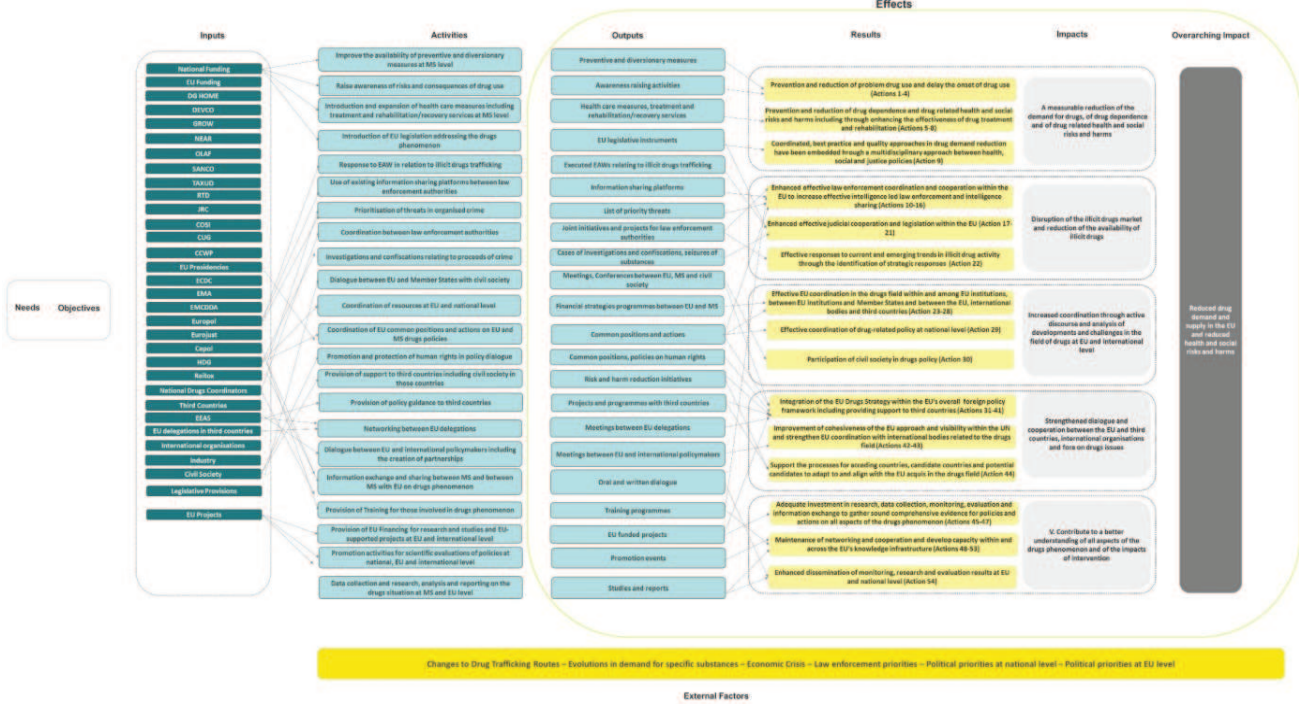 Effects
Inputs
Activities
Outputs
Results
Impacts
Overarching Impact
Needs
Objectives
National Funding
EU Funding
DG HOME
DEVCO
GROW
NEAR
OLAF
SANCO
TAXUD
RTD
JRC
COSI
CUG
CCWP
EU Presidencies
ECDC
EMA
EMCDDA
Europol
Eurojust
Cepol
HDG
Reitox
National Drugs Coordinators
Third Countries
EEAS
EU delegations in third countries
International organisations
Industry
Civil Society
Legislative Provisions
EU Projects
Improve the availability of preventive and diversionary
measures at MS level
Raise awareness of risks and consequences of drug use
Introduction and expansion of health care measures including
treatment and rehabilitation/recovery services at MS level
Introduction of EU legislation addressing the drugs
phenomenon
Response to EAW in relation to illicit drugs trafficking
Use of existing information sharing platforms between law
enforcement authorities
Prioritisation of threats in organised crime
Coordination between law enforcement authorities
Investigations and confiscations relating to proceeds of crime
Dialogue between EU and Member States with civil society
Coordination of resources at EU and national level
Coordination of EU common positions and actions on EU and
MS drugs policies
Promotion and protection of human rights in policy dialogue
Provision of support to third countries including civil society in
those countries
Provision of policy guidance to third countries
Networking between EU delegations
Dialogue between EU and international policymakers including
the creation of partnerships
Information exchange and sharing between MS and between
MS with EU on drugs phenomenon
Provision of Training for those involved in drugs phenomenon
Provision of EU Financing for research and studies and EU-
supported projects at EU and international level
Promotion activities for scientific evaluations of policies at
national, EU and international level
Data collection and research, analysis and reporting on the
drugs situation at MS and EU level
Preventive and diversionary measures
Awareness raising activities
Health care measures, treatment and
rehabilitation/recovery services
EU legislative instruments
Executed EAWs relating to illicit drugs trafficking
Information sharing platforms
List of priority threats
Joint initiatives and projects for law enforcement
authorities
Cases of investigations and confiscations, seizures of
substances
Meetings, Conferences between EU, MS and civil
society
Financial strategies programmes between EU and MS
Common positions and actions
Common positions, policies on human rights
Risk and harm reduction initiatives
Projects and programmes with third countries
Meetings between EU delegations
Meetings between EU and international policymakers
Oral and written dialogue
Training programmes
EU funded projects
Promotion events
Studies and reports
Prevention and reduction of problem drug use and delay the onset of drug use
(Actions 1-4)
Prevention and reduction of drug dependence and drug related health and social
risks and harms including through enhancing the effectiveness of drug treatment
and rehabilitation (Actions 5-8)
Coordinated, best practice and quality approaches in drug demand reduction
have been embedded through a multidisciplinary approach between health,
social and justice policies (Action 9)
Enhanced effective law enforcement coordination and cooperation within the
EU to increase effective intelligence led law enforcement and intelligence
sharing (Actions 10-16)
Enhanced effective judicial cooperation and legislation within the EU (Action 17-
21)
Effective responses to current and emerging trends in illicit drug activity
through the identification of strategic responses (Action 22)
Effective EU coordination in the drugs field within and among EU institutions,
between EU Institutions and Member States and between the EU, international
bodies and third countries (Action 23-28)
Effective coordination of drug-related policy at national level (Action 29)
Participation of civil society in drugs policy (Action 30)
Integration of the EU Drugs Strategy within the EU's overall foreign policy
framework including providing support to third countries (Actions 31-41)
Improvement of cohesiveness of the EU approach and visibility within the UN
and strengthen EU coordination with international bodies related to the drugs
field (Actions 42-43)
Support the processes for acceding countries, candidate countries and potential
candidates to adapt to and align with the EU acquis in the drugs field (Action 44)
Adequate investment in research, data collection, monitoring, evaluation and
information exchange to gather sound comprehensive evidence for policies and
actions on all aspects of the drugs phenomenon (Actions 45-47)
Maintenance of networking and cooperation and develop capacity within and
across the EU's knowledge infrastructure (Actions 48-53)
Enhanced dissemination of monitoring, research and evaluation results at EU
and national level (Action 54)
A measurable reduction of the
demand for drugs, of drug dependence
and of drug related health and social
risks and harms
Disruption of the illicit drugs market
and reduction of the availability of
illicit drugs
Increased coordination through active
discourse and analysis of
developments and challenges in the
field of drugs at EU and international
level
Strengthened dialogue and
cooperation between the EU and third
countries, international organisations
and fora on drugs issues
V. Contribute to a better
understanding of all aspects of the
drugs phenomenon and of the impacts
of intervention
Reduced drug
demand and
supply in the EU
and reduced
health and social
risks and harms
Changes to Drug Trafficking Routes – Evolutions in demand for specific substances – Economic Crisis – Law enforcement priorities – Political priorities at national level – Political priorities at EU level
External Factors